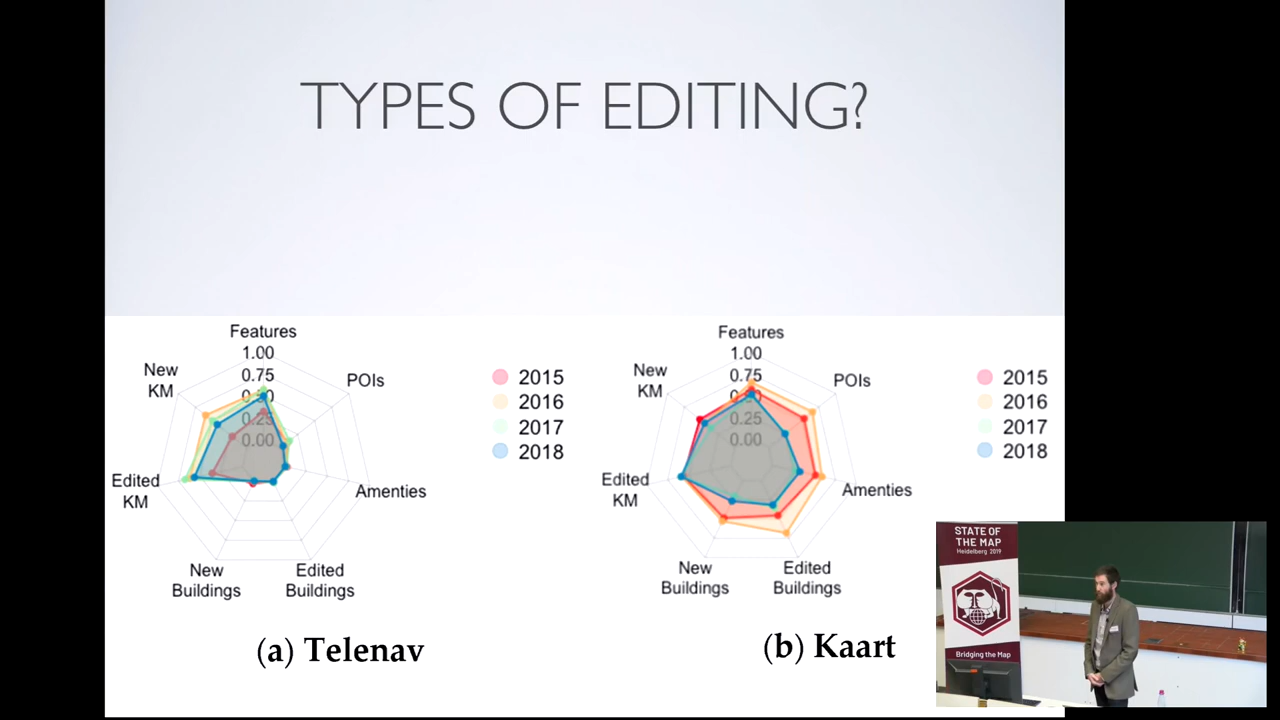 TYPES OF EDITING?
Features
1.00
0.75
0.25
0.00
New
KM
POIs
Edited
KM
Amenties
New
Buildings
Edited
Buildings
2015
2016
2017
2018
(a) Telenav
Features
1.00
0.75
0.25
0.00
New
KM
POIs
Edited
KM
Amenties
New
Buildings
Edited
Buildings
2015
2016
2017
2018
(b) Kaart
STATE OF
THE MAP
Heidelberg 2019
Bridging the Map